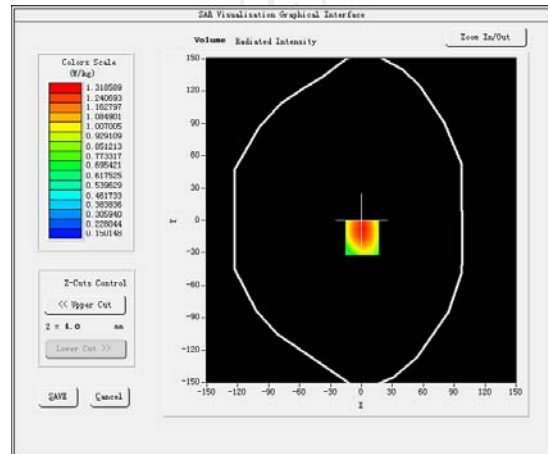 SAR Visualisation Graphical Interface
Volume Radiated Intensity
Zoom In/Out
Colors Scale
(W/kg)
1.318589
1.240693
1.162797
1.084901
1.007005
0.929109
0.851213
0.773317
0.695421
0.617525
0.539629
0.461733
0.383836
0.305940
0.228044
0.150148
Z-Cuts Control
<< Upper Cut
Z = 4.0 mm
Lower Cut >>
SAVE
Cancel
150
120
90
60
30
0
-30
-60
-90
-120
-150
Y
-150 -120 -90 -60 -30 0 30 60 90 120 150
X